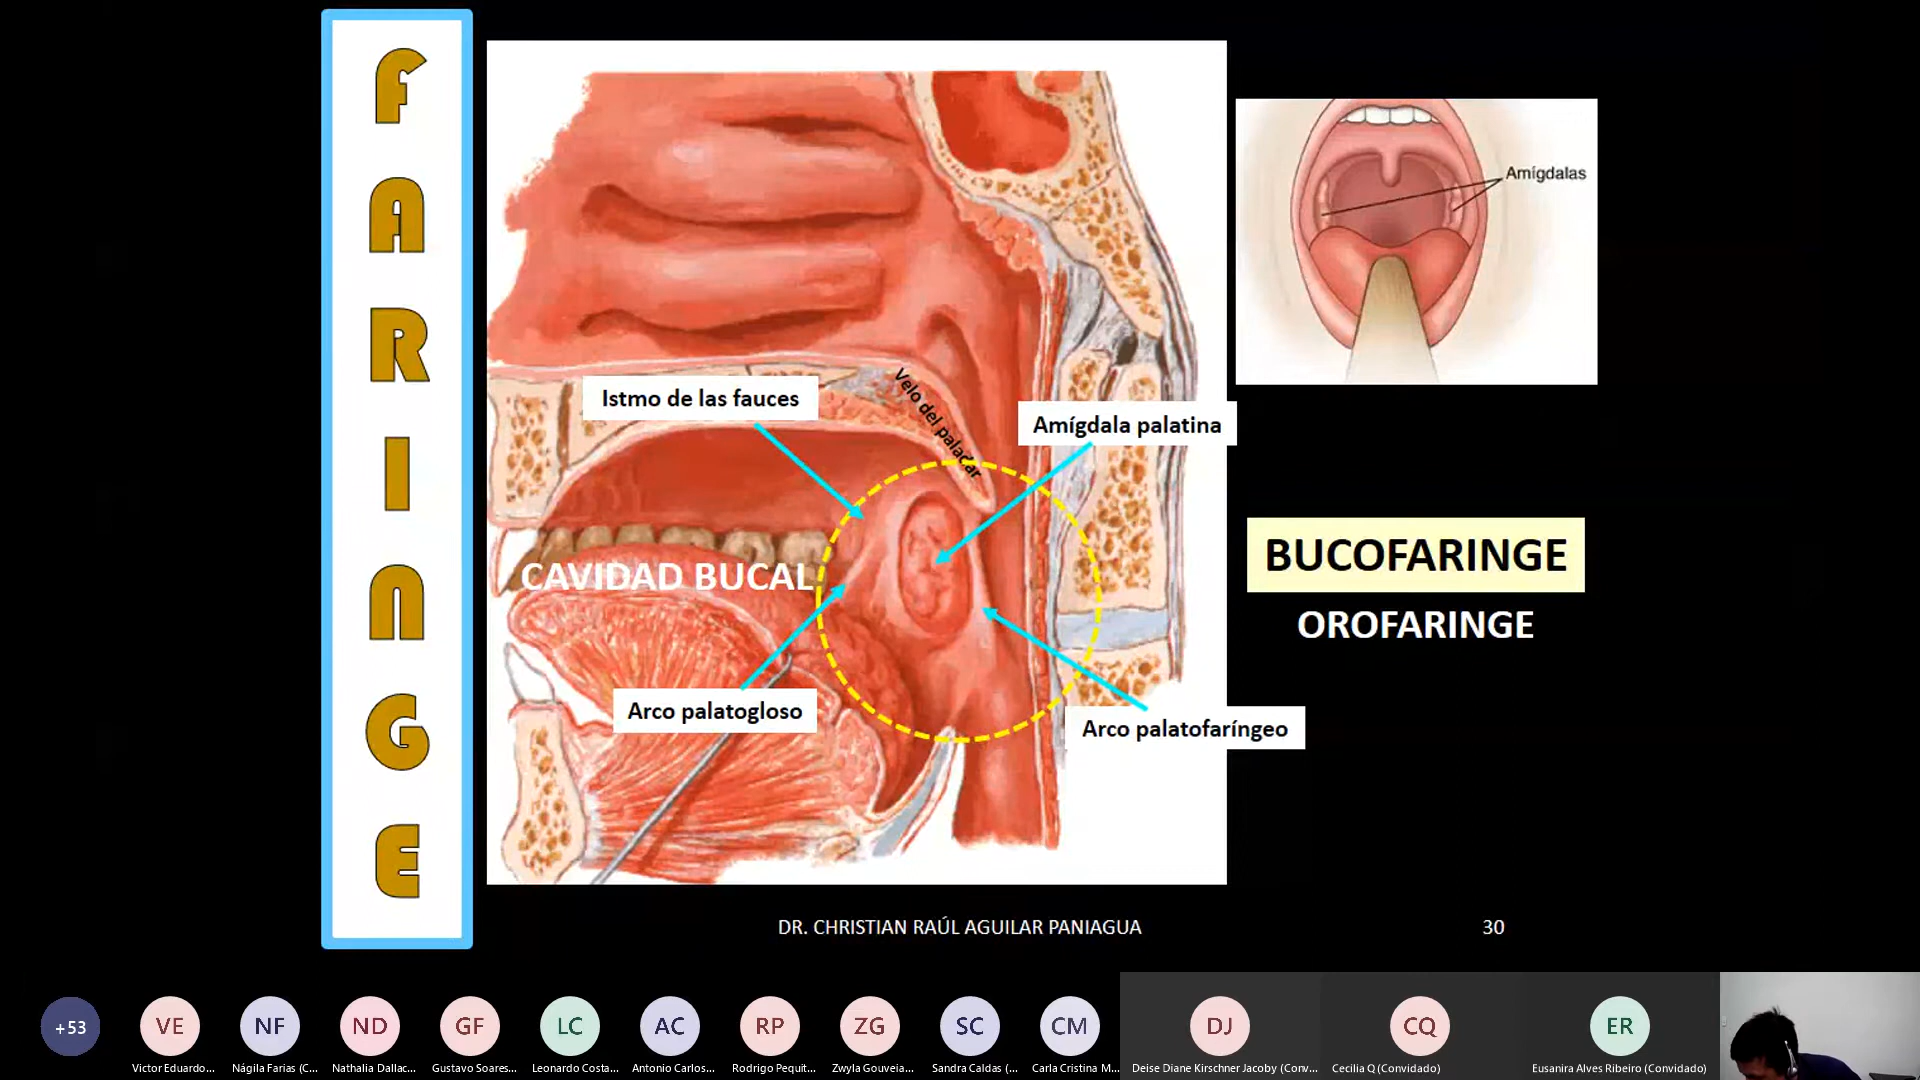 FARINGE
Istmo de las fauces
Velo del paladar
Amígdala palatina
CAVIDAD BUCAL
Arco palatogloso
Arco palatofaríngeo
Amígdalas
BUCOFARINGE
OROFARINGE
DR. CHRISTIAN RAÚL AGUILAR PANIAGUA
30
+53
VE
NF
ND
GF
LC
AC
RP
ZG
SC
CM
DJ
CQ
ER
Victor Eduardo...
Nágila Farias (C...
Nathalia Dallac...
Gustavo Soares...
Leonardo Costa...
Antonio Carlos...
Rodrigo Pequit...
Zwyla Gouveia...
Sandra Caldas (...
Carla Cristina M...
Deise Diane Kirschner Jacoby (Conv...
Cecilia Q (Convidado)
Eusanira Alves Ribeiro (Convidado)